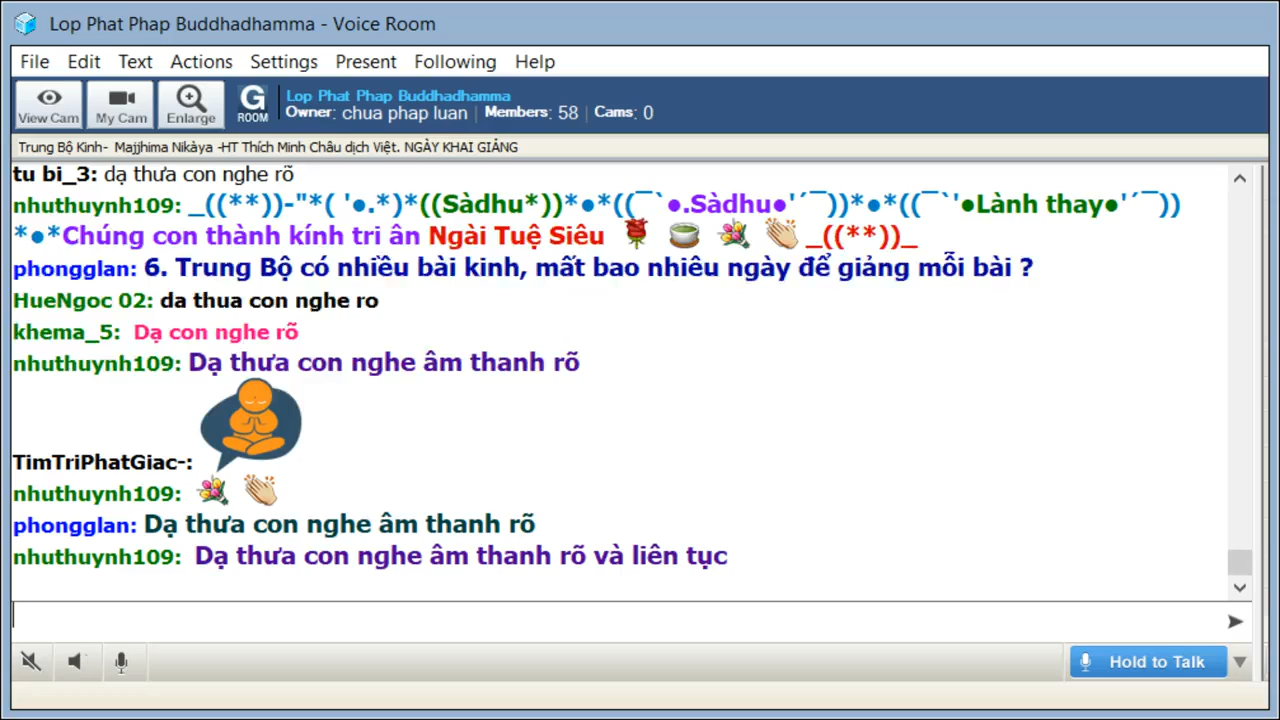 Lop Phat Phap Buddhadhamma - Voice Room
File Edit Text Actions Settings Present Following Help
View Cam My Cam Enlarge G ROOM
Lop Phat Phap Buddhadhamma
Owner: chua phap luan | Members: 58 | Cams: 0
Trung Bộ Kinh- Majjhima Nikàya -HT Thích Minh Châu dịch Việt. NGÀY KHAI GIẢNG
tu bi_3: dạ thưa con nghe rõ
nhuthuynh109: _((**))-"*( '●.*)*((Sàdhu*))*●*((¯`●.Sàdhu●'´¯))*●*((¯`'●Lành thay●'´¯))
*●*Chúng con thành kính tri ân Ngài Tuệ Siêu _((**))_
phongglan: 6. Trung Bộ có nhiều bài kinh, mất bao nhiêu ngày để giảng mỗi bài ?
HueNgoc 02: da thua con nghe ro
khema_5: Dạ con nghe rõ
nhuthuynh109: Dạ thưa con nghe âm thanh rõ
TimTriPhatGiac-:
nhuthuynh109:
phongglan: Dạ thưa con nghe âm thanh rõ
nhuthuynh109: Dạ thưa con nghe âm thanh rõ và liên tục
Hold to Talk